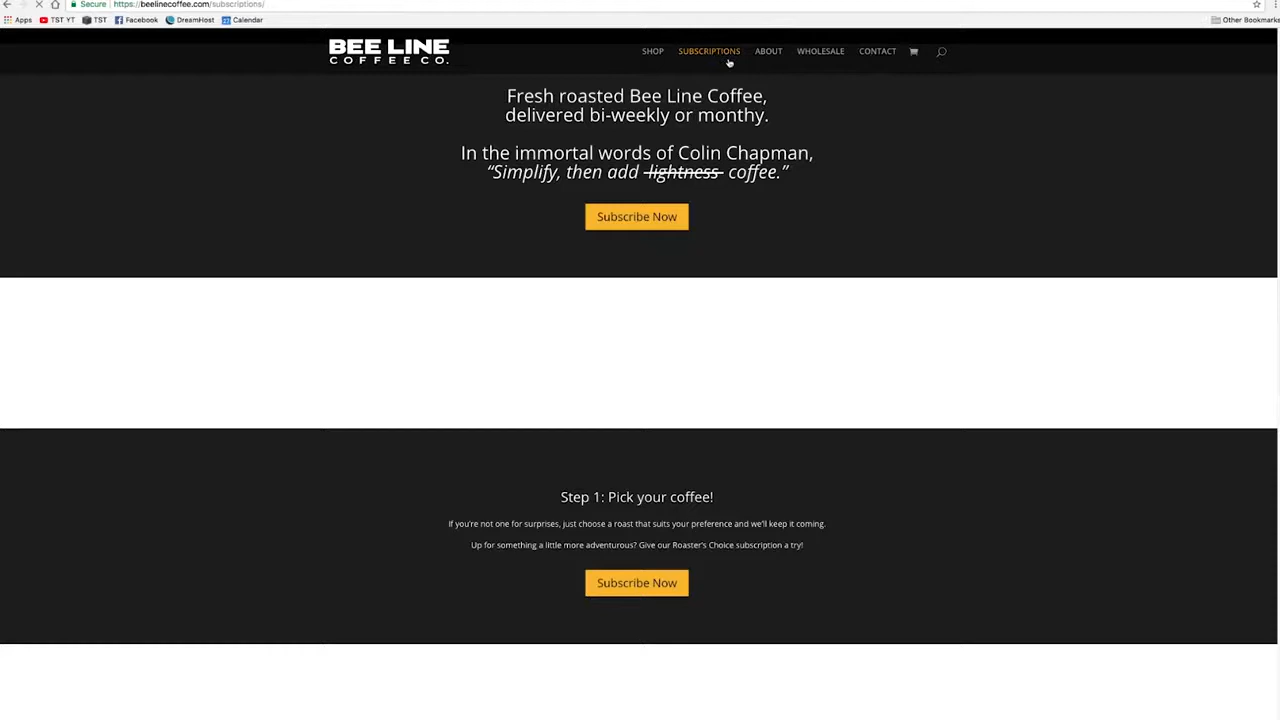 Secure
https://beelinecoffee.com/subscriptions/
Apps
TST YT
TST
Facebook
DreamHost
Calendar
Other Bookmarks
BEE LINE
COFFEE CO.
SHOP
SUBSCRIPTIONS
ABOUT
WHOLESALE
CONTACT
Fresh roasted Bee Line Coffee,
delivered bi-weekly or monthy.
In the immortal words of Colin Chapman,
“Simplify, then add lightness coffee.”
Subscribe Now
Step 1: Pick your coffee!
If you're not one for surprises, just choose a roast that suits your preference and we'll keep it coming.
Up for something a little more adventurous? Give our Roaster's Choice subscription a try!
Subscribe Now